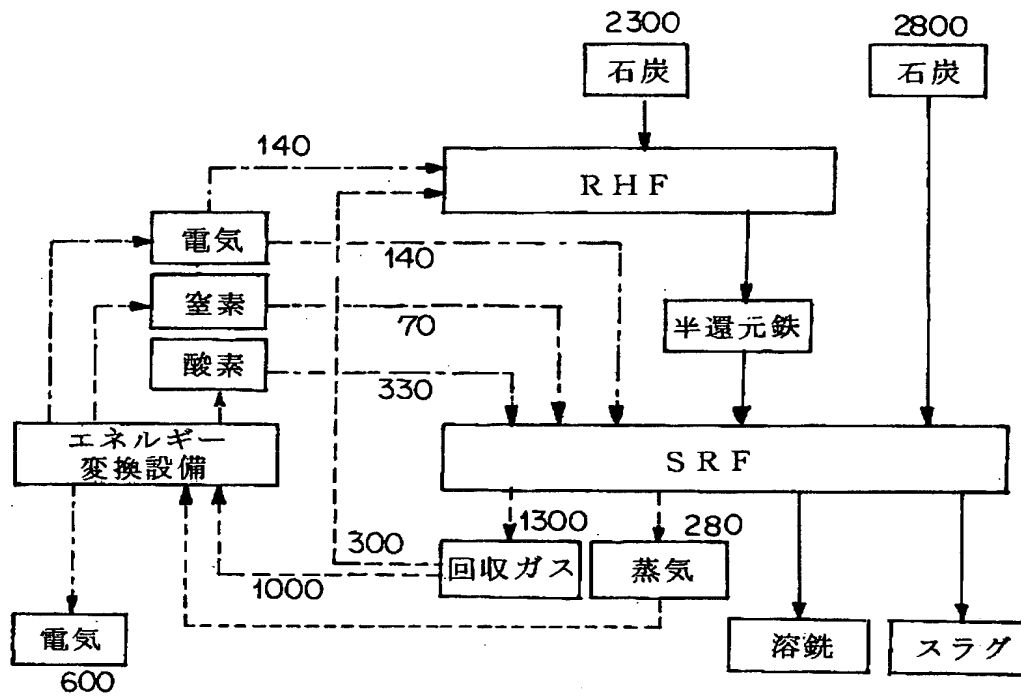 2300
石炭
2800
石炭
140
RHF
電気
140
窒素
70
半還元鉄
酸素
330
エネルギー
変換設備
SRF
1300
280
300
回収ガス
蒸気
1000
電気
600
溶銑
スラグ